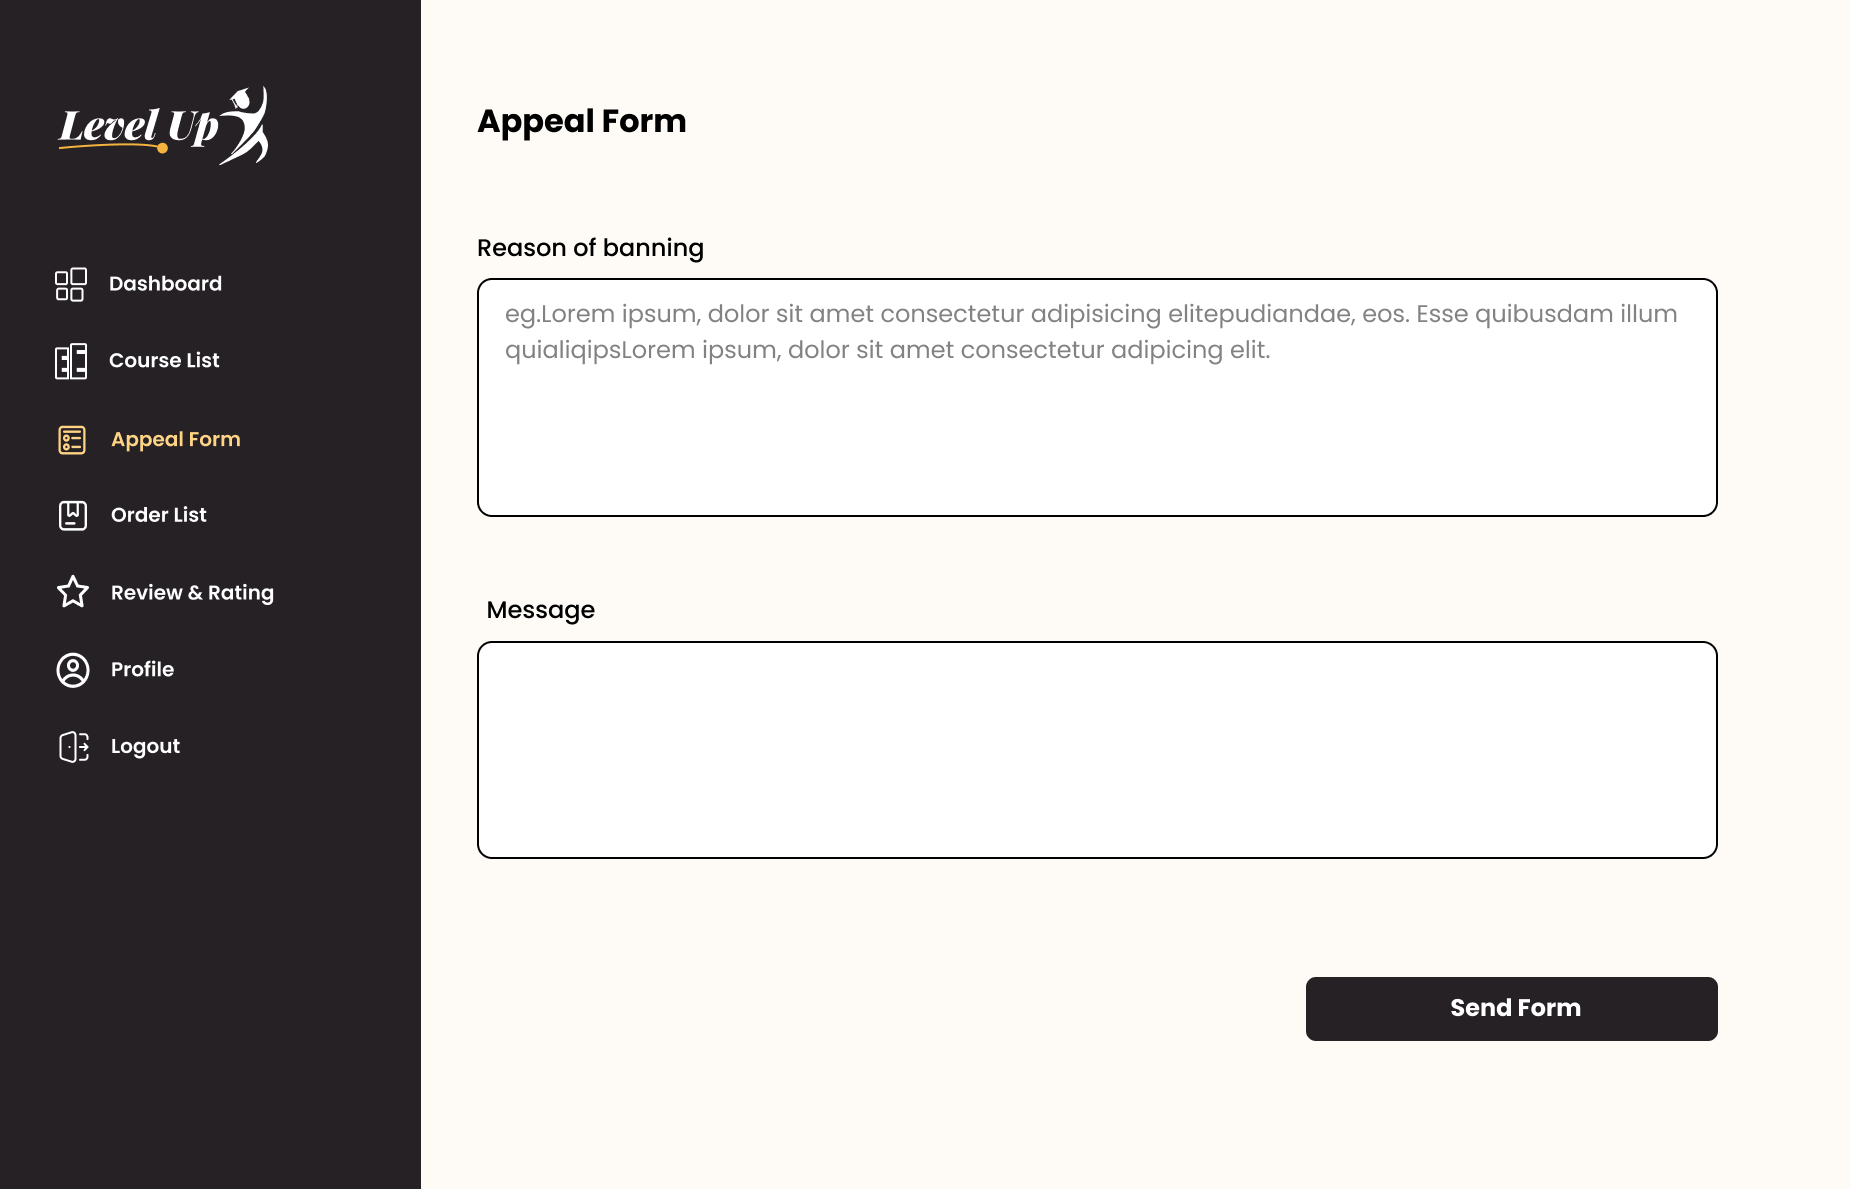 Level Up
Dashboard
Course List
Appeal Form
Order List
Review & Rating
Profile
Logout
Appeal Form
Reason of banning
eg.Lorem ipsum, dolor sit amet consectetur adipisicing elitepudiandae, eos. Esse quibusdam illum
quialiqipsLorem ipsum, dolor sit amet consectetur adipicing elit.
Message
Send Form